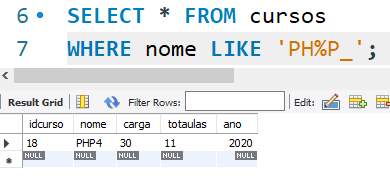 6 SELECT * FROM cursos
7 WHERE nome LIKE 'PH%P_';
Result Grid Filter Rows: Edit:
idcurso nome carga totaulas ano
18 PHP4 30 11 2020
NULL NULL NULL NULL NULL